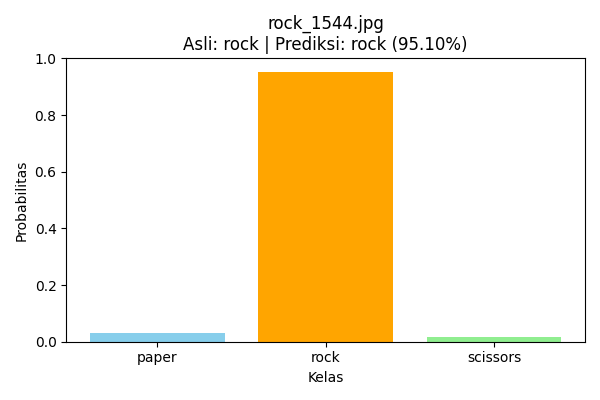 rock_1544.jpg
Asli: rock | Prediksi: rock (95.10%)
1.0
0.8
0.6
0.4
0.2
0.0
Probabilitas
paper rock scissors
Kelas